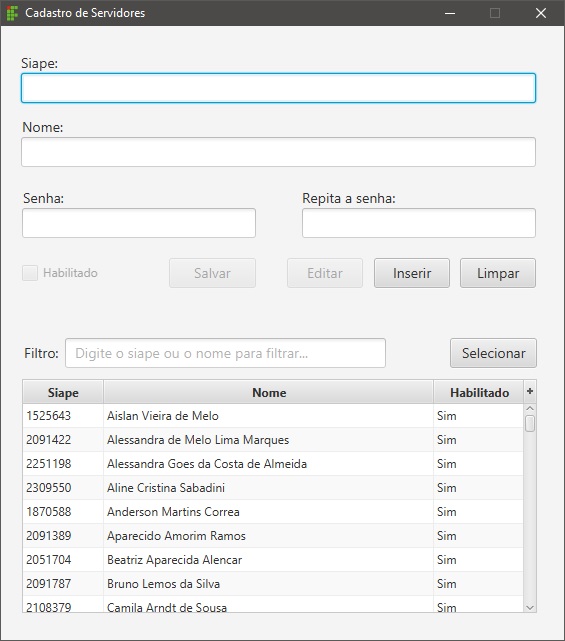 Cadastro de Servidores
Siape:
Nome:
Senha: Repita a senha:
Habilitado Salvar Editar Inserir Limpar
Filtro: Digite o siape ou o nome para filtrar... Selecionar
Siape Nome Habilitado +
1525643 Aislan Vieira de Melo Sim
2091422 Alessandra de Melo Lima Marques Sim
2251198 Alessandra Goes da Costa de Almeida Sim
2309550 Aline Cristina Sabadini Sim
1870588 Anderson Martins Correa Sim
2091389 Aparecido Amorim Ramos Sim
2051704 Beatriz Aparecida Alencar Sim
2091787 Bruno Lemos da Silva Sim
2108379 Camila Arndt de Sousa Sim